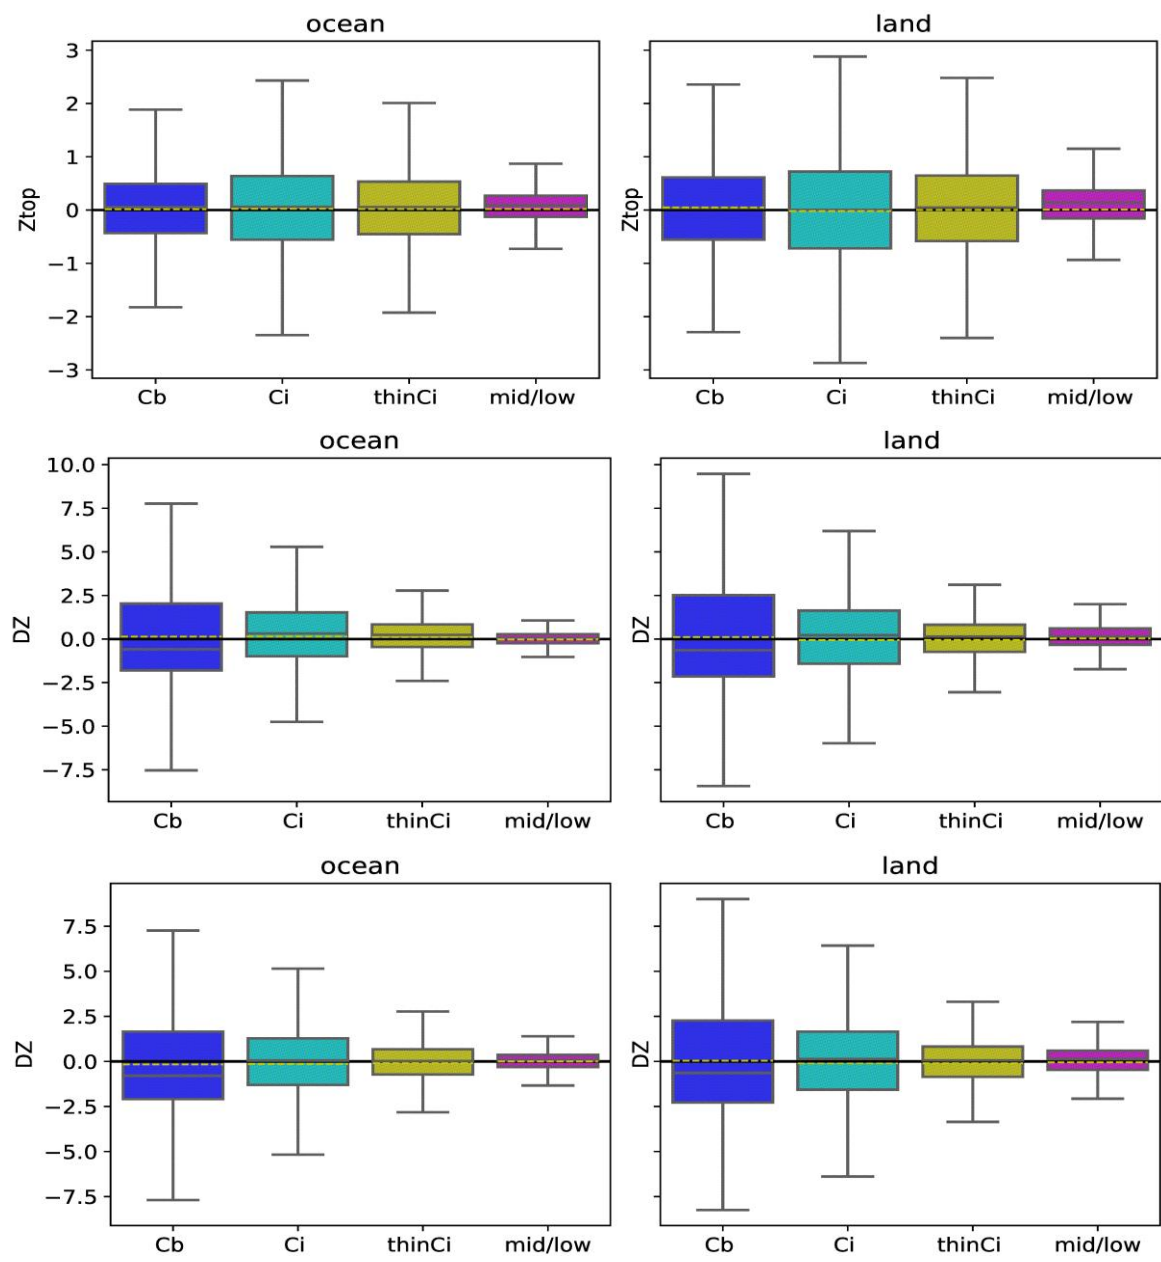 ocean
land
3
2
1
0
−1
−2
−3
Ztop
Ztop
Cb
Ci
thinCi
mid/low
Cb
Ci
thinCi
mid/low
ocean
land
10.0
7.5
5.0
2.5
0.0
−2.5
−5.0
−7.5
DZ
DZ
Cb
Ci
thinCi
mid/low
Cb
Ci
thinCi
mid/low
ocean
land
7.5
5.0
2.5
0.0
−2.5
−5.0
−7.5
DZ
DZ
Cb
Ci
thinCi
mid/low
Cb
Ci
thinCi
mid/low